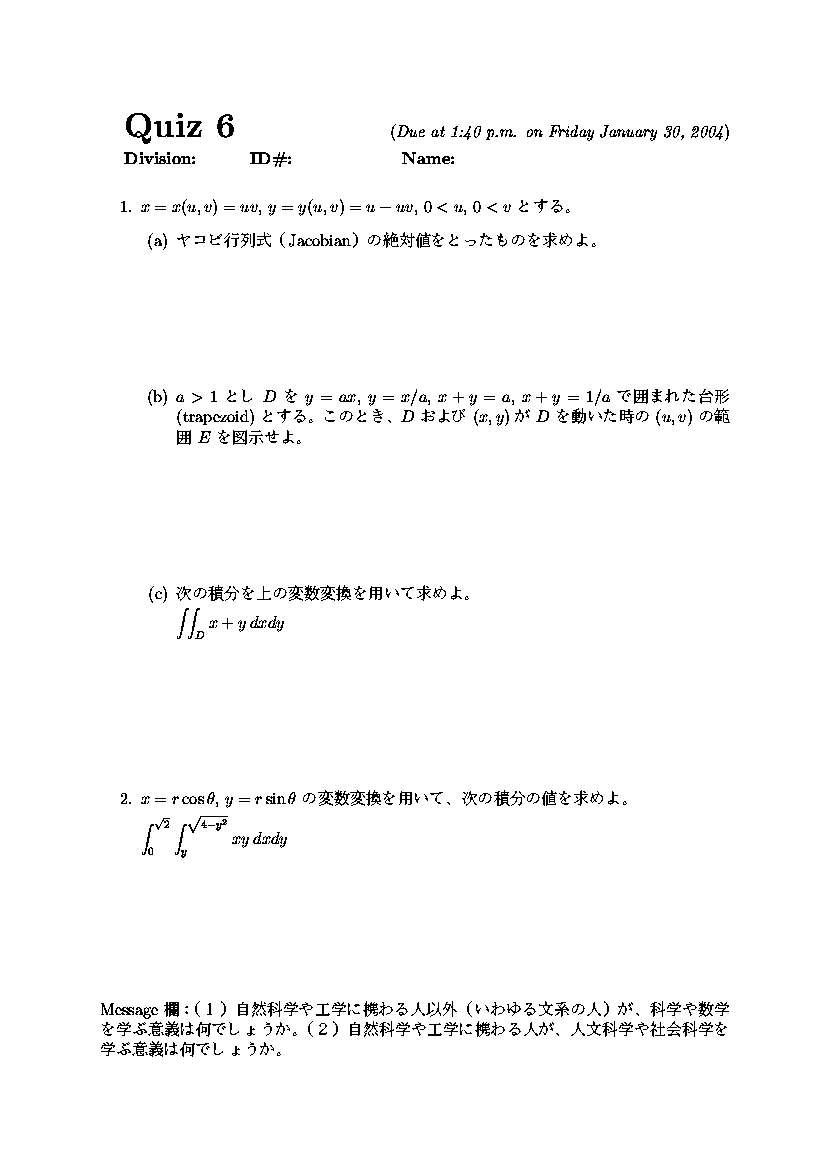 Quiz 6 (Due at 1:40 p.m. on Friday January 30, 2004)
Division: ID#: Name:
1. x = x(u, v) = uv, y = y(u, v) = u − uv, 0 < u, 0 < v とする。
(a) ヤコビ行列式（Jacobian）の絶対値をとったものを求めよ。
(b) a > 1 とし D を y = ax, y = x/a, x + y = a, x + y = 1/a で囲まれた台形
(trapezoid) とする。このとき、D および (x, y) が D を動いた時の (u, v) の範
囲 E を図示せよ。
(c) 次の積分を上の変数変換を用いて求めよ。
∬_D x + y dxdy
2. x = r cos θ, y = r sin θ の変数変換を用いて、次の積分の値を求めよ。
∫_0^{√2} ∫_y^{√(4−y²)} xy dxdy
Message 欄：（１）自然科学や工学に携わる人以外（いわゆる文系の人）が、科学や数学
を学ぶ意義は何でしょうか。（２）自然科学や工学に携わる人が、人文科学や社会科学を
学ぶ意義は何でしょうか。